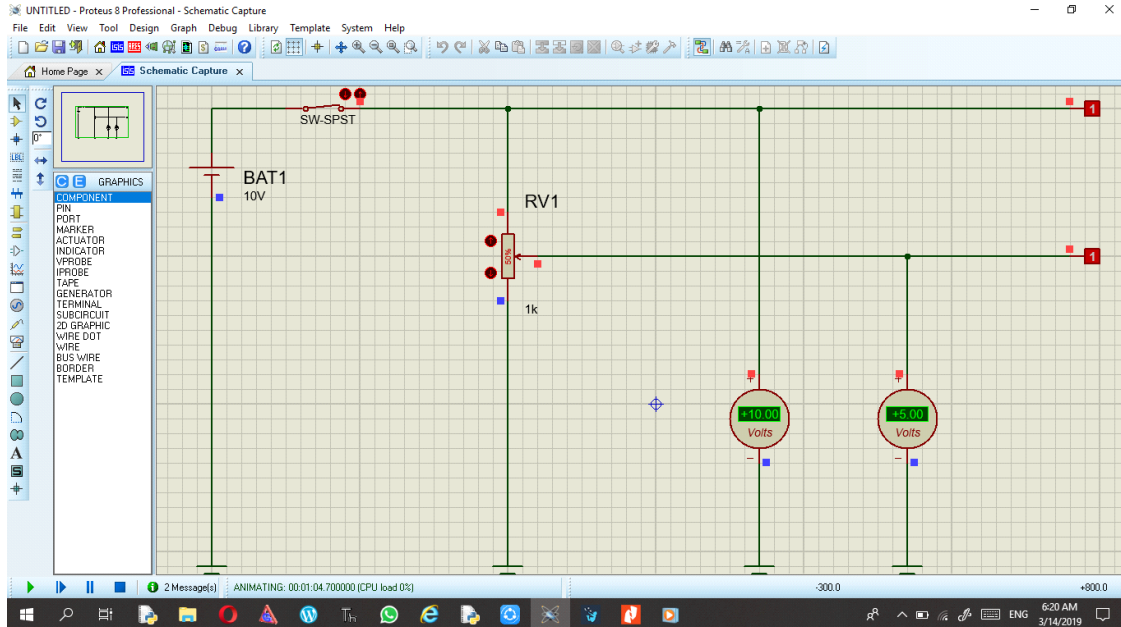 UNTITLED - Proteus 8 Professional - Schematic Capture
File Edit View Tool Design Graph Debug Library Template System Help
Home Page x
ISIS Schematic Capture x
0°
LBL
C E GRAPHICS
COMPONENT
PIN
PORT
MARKER
ACTUATOR
INDICATOR
VPROBE
IPROBE
TAPE
GENERATOR
TERMINAL
SUBCIRCUIT
2D GRAPHIC
WIRE DOT
WIRE
BUS WIRE
BORDER
TEMPLATE
A
S
SW-SPST
1
BAT1
10V
RV1
50%
1
1k
+
+
+10.00
Volts
+5.00
Volts
2 Message(s)
ANIMATING: 00:01:04.700000 (CPU load 0%)
-300.0
+800.0
ENG
6:20 AM
3/14/2019